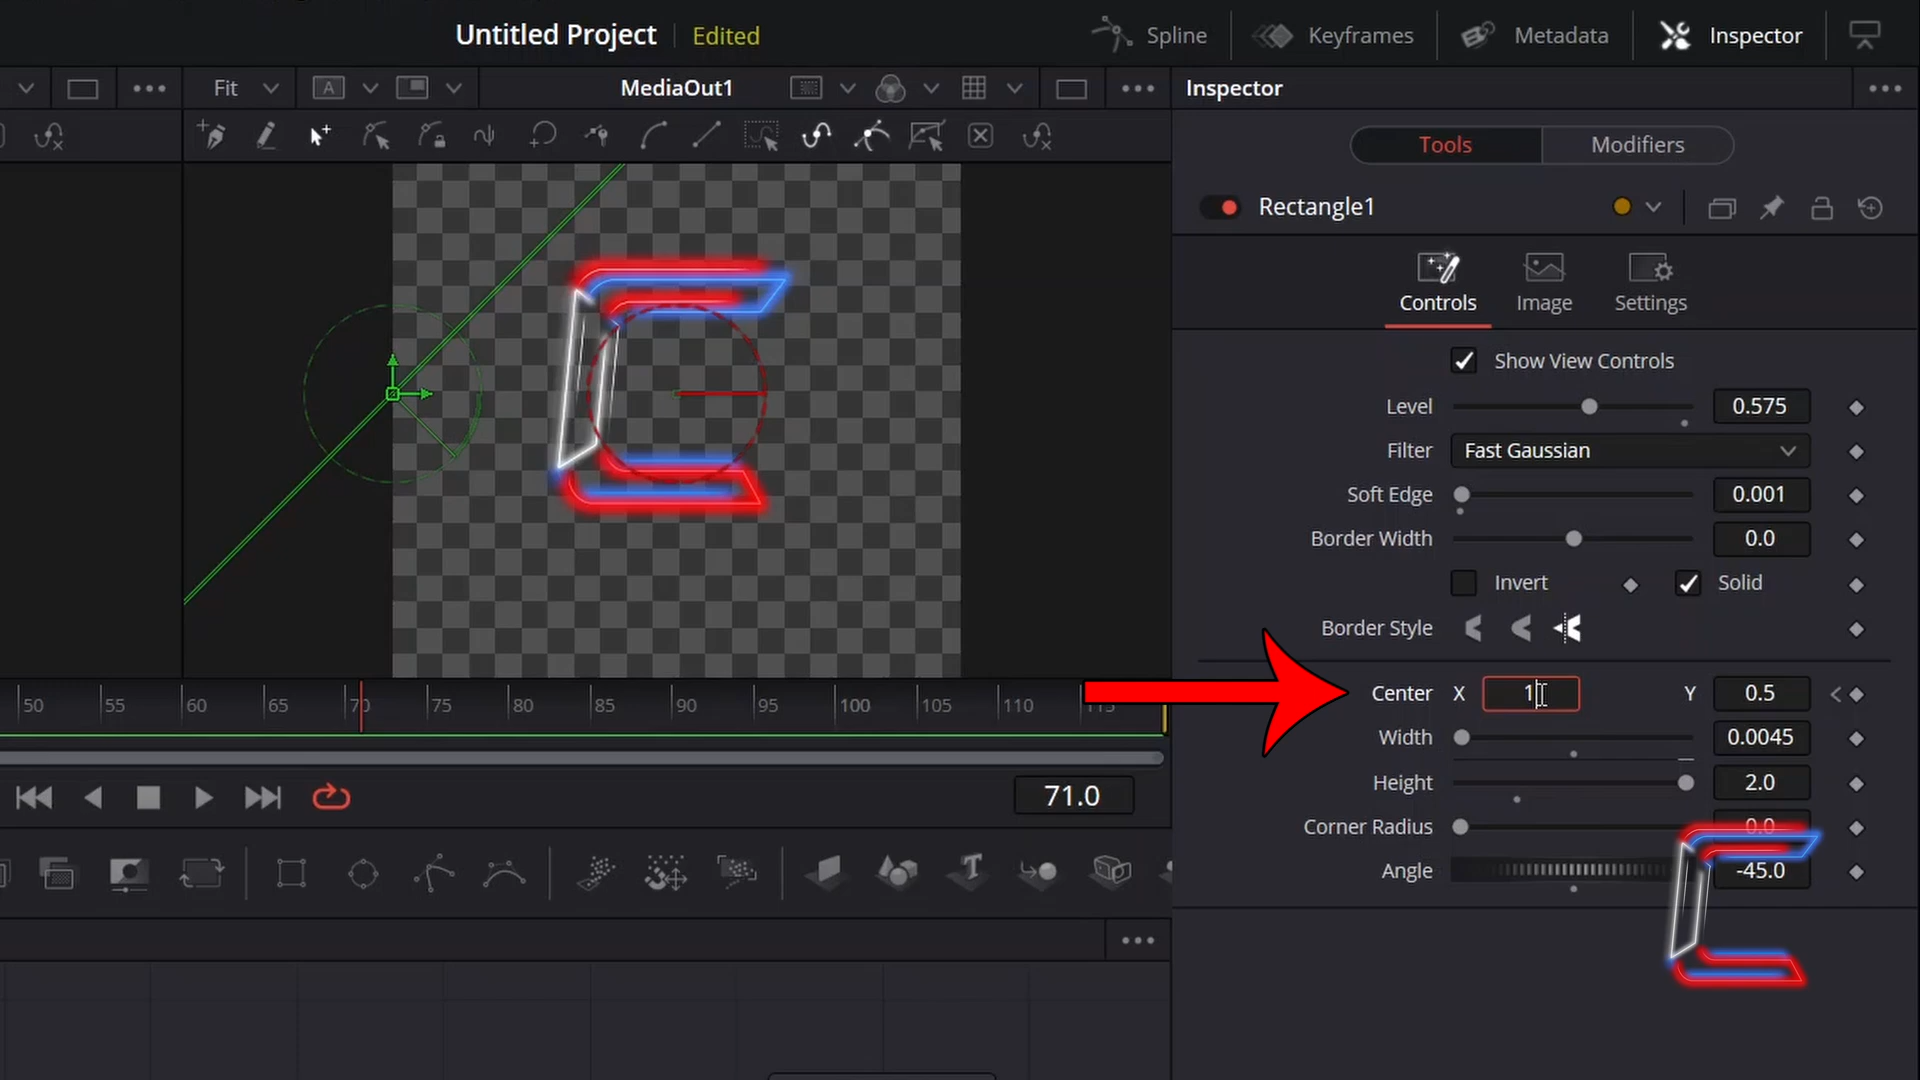 Untitled Project
Edited
Spline
Keyframes
Metadata
Inspector
Fit
A
MediaOut1
Inspector
Tools
Modifiers
Rectangle1
Controls
Image
Settings
Show View Controls
Level
0.575
Filter
Fast Gaussian
Soft Edge
0.001
Border Width
0.0
Invert
Solid
Border Style
50
55
60
65
70
75
80
85
90
95
100
105
110
115
Center
X
1
Y
0.5
Width
0.0045
71.0
Height
2.0
Corner Radius
0.0
Angle
-45.0